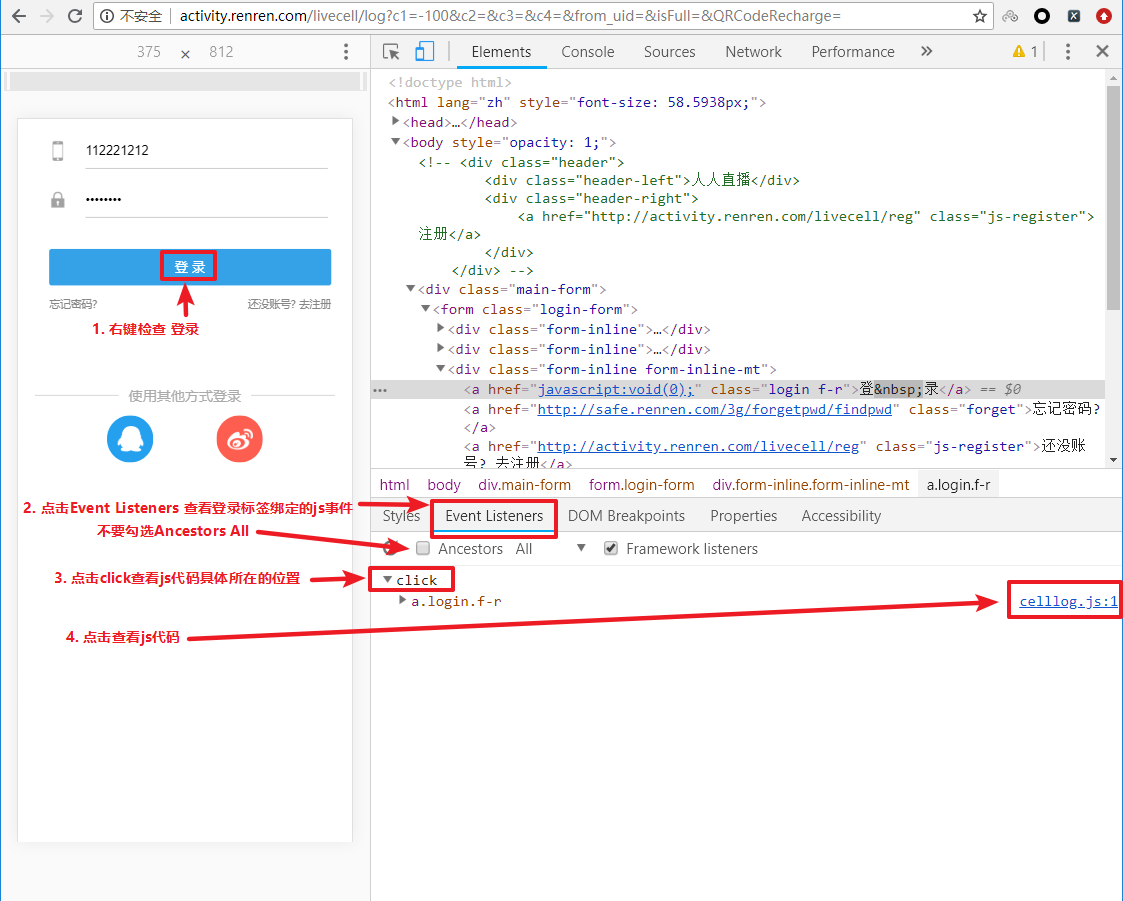 不安全 activity.renren.com/livecell/log?c1=-100&c2=&c3=&c4=&from_uid=&isFull=&QRCodeRecharge=
375 × 812
Elements Console Sources Network Performance » 1
<!doctype html>
<html lang="zh" style="font-size: 58.5938px;">
<head>…</head>
<body style="opacity: 1;">
<!-- <div class="header">
<div class="header-left">人人直播</div>
<div class="header-right">
<a href="http://activity.renren.com/livecell/reg" class="js-register">
注册</a>
</div>
</div> -->
<div class="main-form">
<form class="login-form">
<div class="form-inline">…</div>
<div class="form-inline">…</div>
<div class="form-inline form-inline-mt">
<a href="javascript:void(0);" class="login f-r">登&nbsp;录</a> == $0
<a href="http://safe.renren.com/3g/forgetpwd/findpwd" class="forget">忘记密码?
</a>
<a href="http://activity.renren.com/livecell/reg" class="js-register">还没账
号? 去注册</a>
html body div.main-form form.login-form div.form-inline.form-inline-mt a.login.f-r
Styles Event Listeners DOM Breakpoints Properties Accessibility
Ancestors All Framework listeners
click
a.login.f-r celllog.js:1
112221212
••••••••
登 录
忘记密码? 还没账号? 去注册
1. 右键检查 登录
使用其他方式登录
2. 点击Event Listeners 查看登录标签绑定的js事件
不要勾选Ancestors All
3. 点击click查看js代码具体所在的位置
4. 点击查看js代码